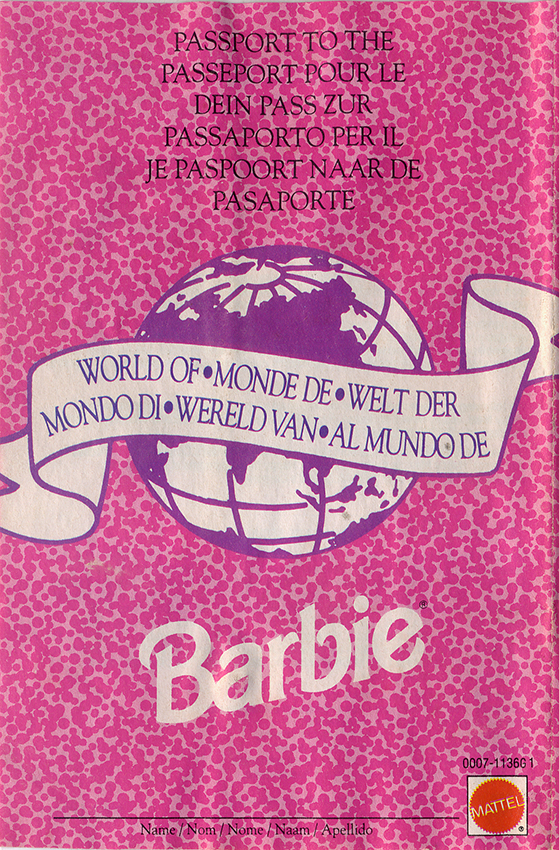 PASSPORT TO THE
PASSEPORT POUR LE
DEIN PASS ZUR
PASSAPORTO PER IL
JE PASPOORT NAAR DE
PASAPORTE
WORLD OF•MONDE DE•WELT DER
MONDO DI•WERELD VAN•AL MUNDO DE
Barbie®
0007-113661
MATTEL®
Name / Nom / Nome / Naam / Apellido